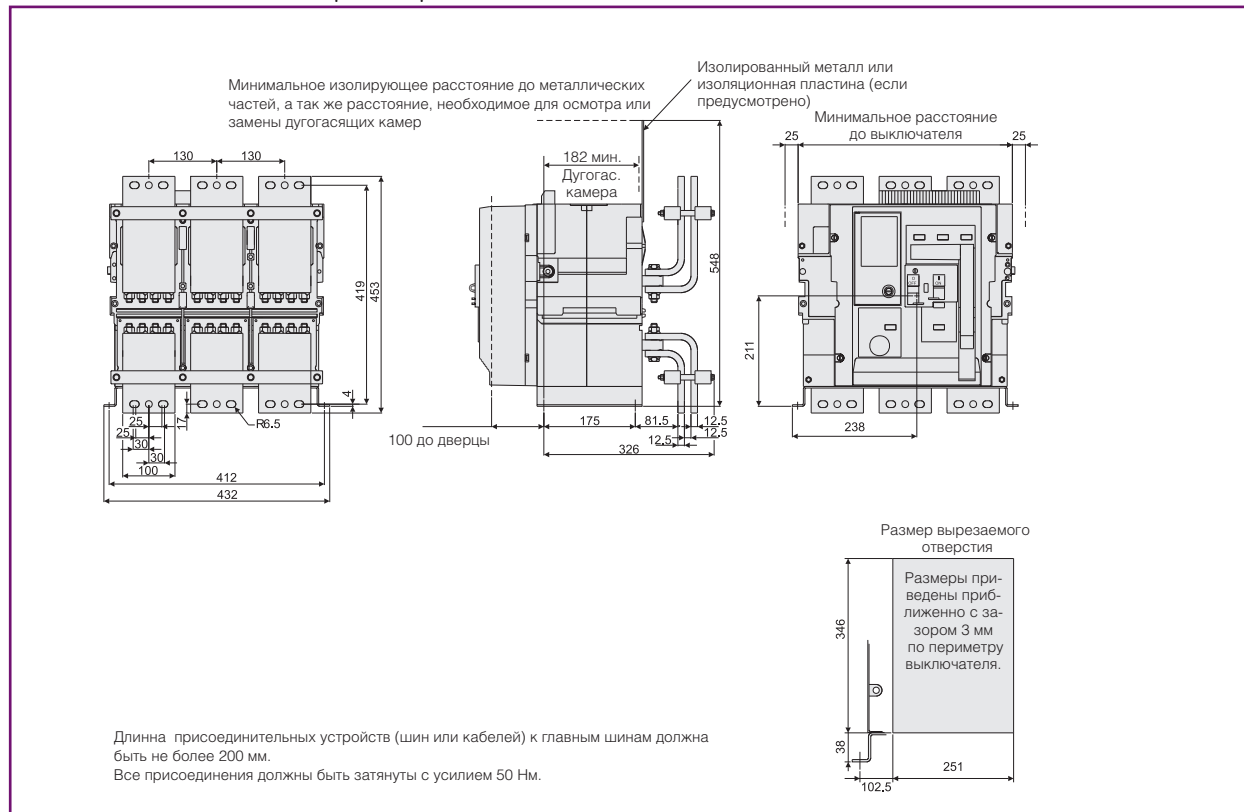 Минимальное изолирующее расстояние до металлических
частей, а так же расстояние, необходимое для осмотра или
замены дугогасящих камер
Изолированный металл или
изоляционная пластина (если
предусмотрено)
Минимальное расстояние
до выключателя
25
25
130
130
182 мин.
Дугогас.
камера
419
453
548
211
4
17
25
25
30
30
100
R6.5
412
432
100 до дверцы
175
81.5
12.5
12.5
12.5
326
OFF
ON
238
Размер вырезаемого
отверстия
Размеры при-
ведены приб-
лиженно с за-
зором 3 мм
по периметру
выключателя.
346
38
102.5
251
Длинна присоединительных устройств (шин или кабелей) к главным шинам должна
быть не более 200 мм.
Все присоединения должны быть затянуты с усилием 50 Нм.